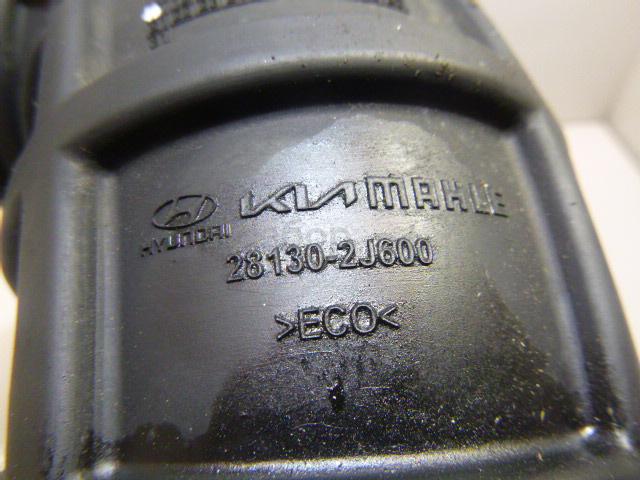 HYUNDAI KIA MAHLE
28130-2J600
>ECO<